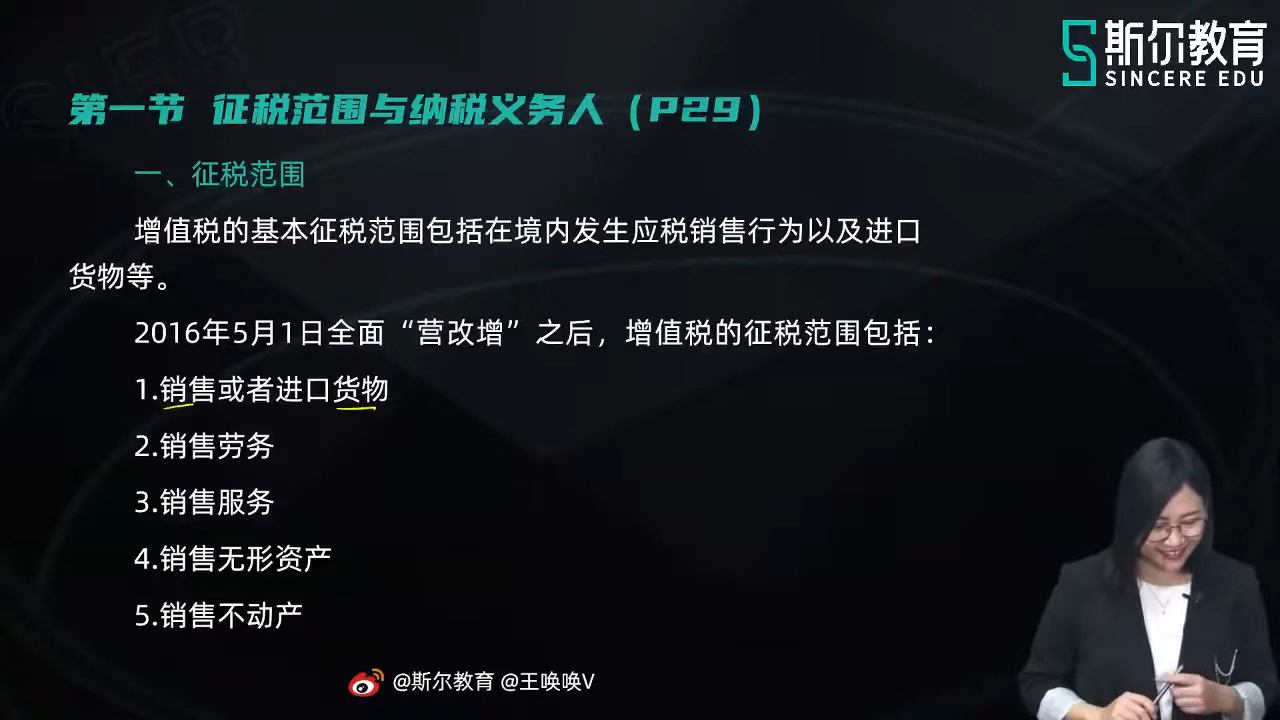 斯尔教育
SINCERE EDU
第一节 征税范围与纳税义务人（P29）
一、征税范围
增值税的基本征税范围包括在境内发生应税销售行为以及进口
货物等。
2016年5月1日全面“营改增”之后，增值税的征税范围包括：
1.销售或者进口货物
2.销售劳务
3.销售服务
4.销售无形资产
5.销售不动产
@斯尔教育 @王唤唤V